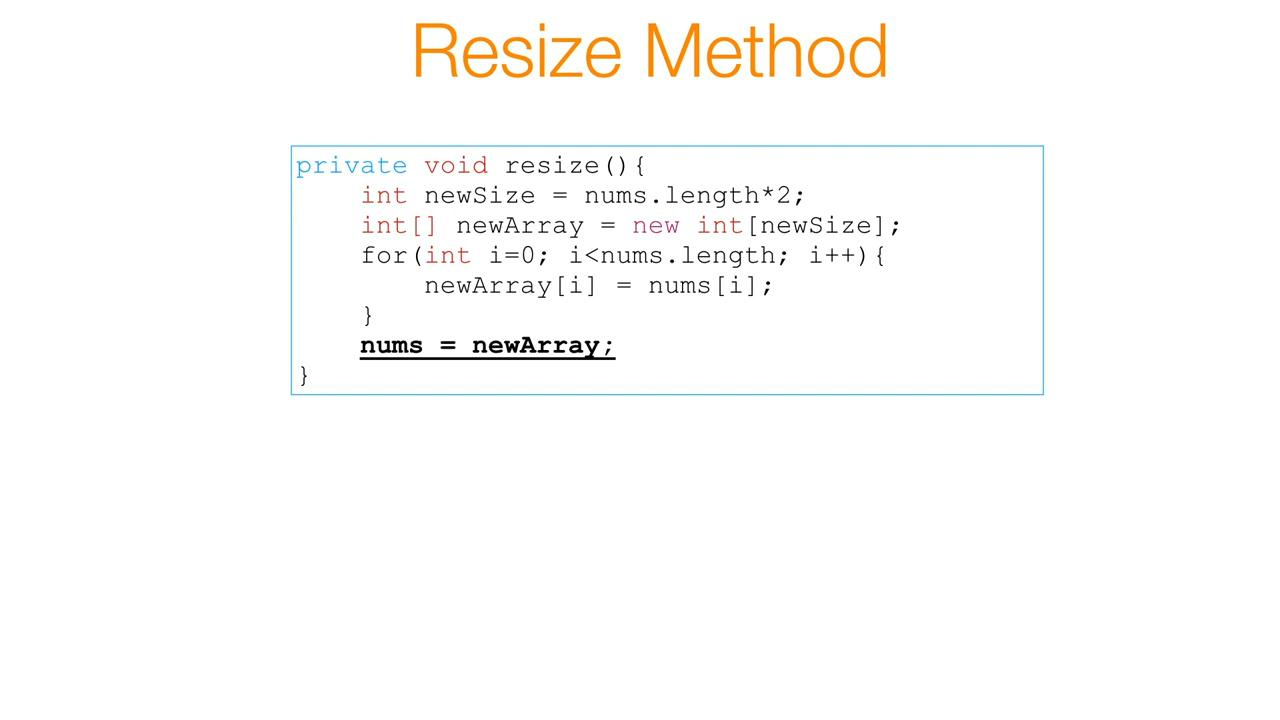 Resize Method
private void resize(){
    int newSize = nums.length*2;
    int[] newArray = new int[newSize];
    for(int i=0; i<nums.length; i++){
        newArray[i] = nums[i];
    }
    nums = newArray;
}